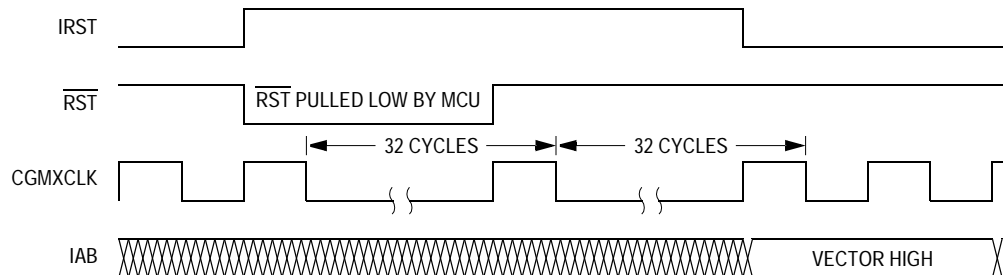 IRST
RST
RST PULLED LOW BY MCU
32 CYCLES
32 CYCLES
CGMXCLK
IAB
VECTOR HIGH